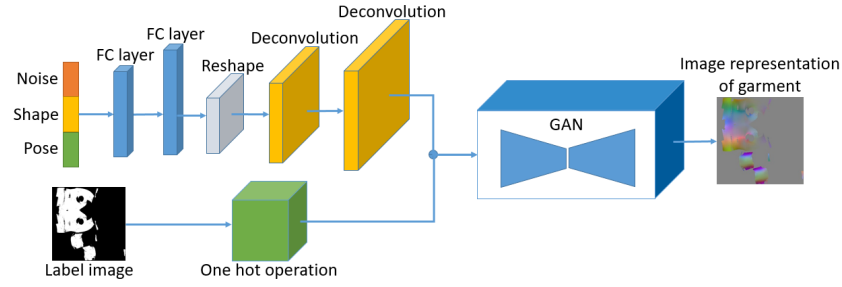 Deconvolution
Deconvolution
FC layer
FC layer
Reshape
Noise
Shape
Pose
GAN
Image representation
of garment
Label image
One hot operation